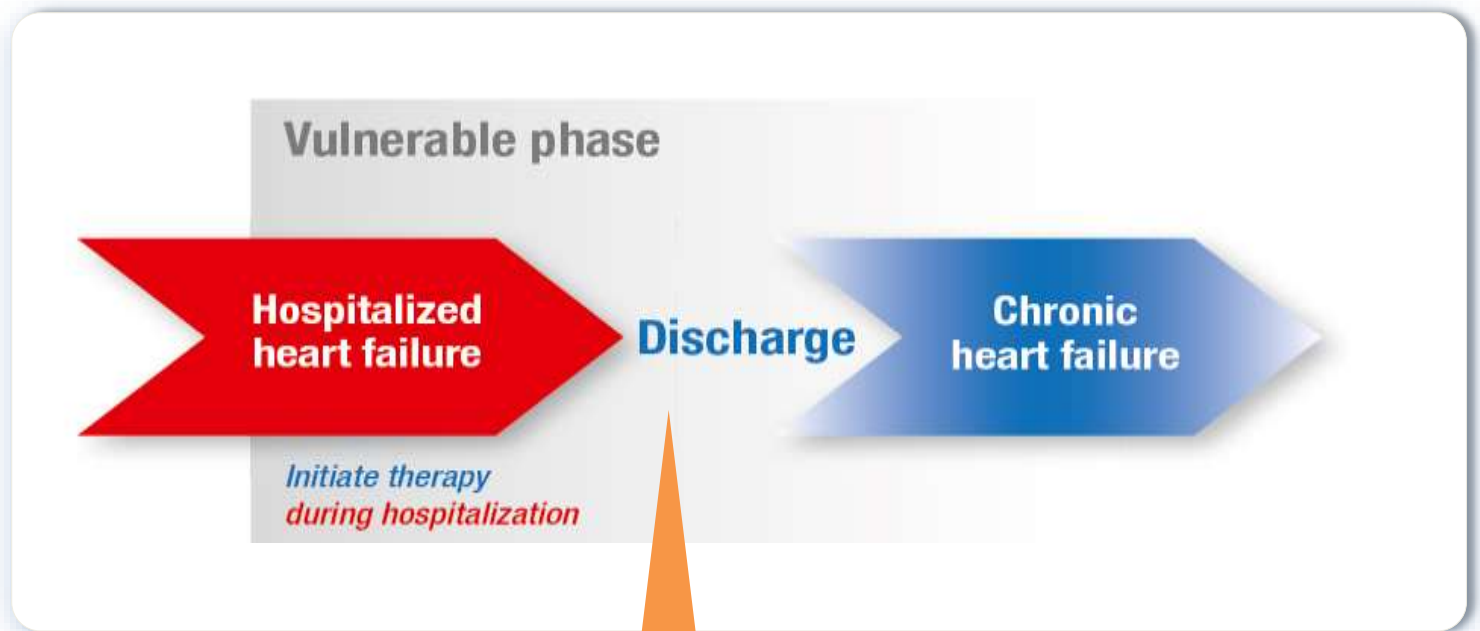 Vulnerable phase
Hospitalized
heart failure
Discharge
Chronic
heart failure
Initiate therapy
during hospitalization